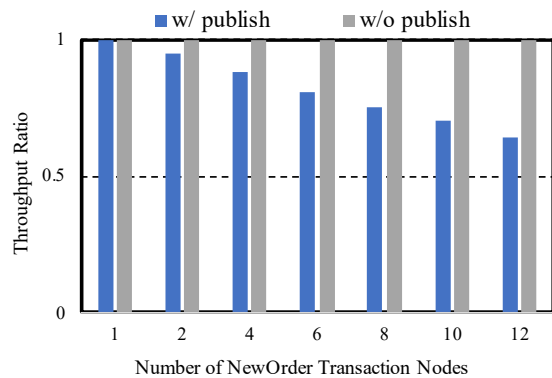 w/ publish w/o publish
1
0.5
0
Throughput Ratio
1 2 4 6 8 10 12
Number of NewOrder Transaction Nodes